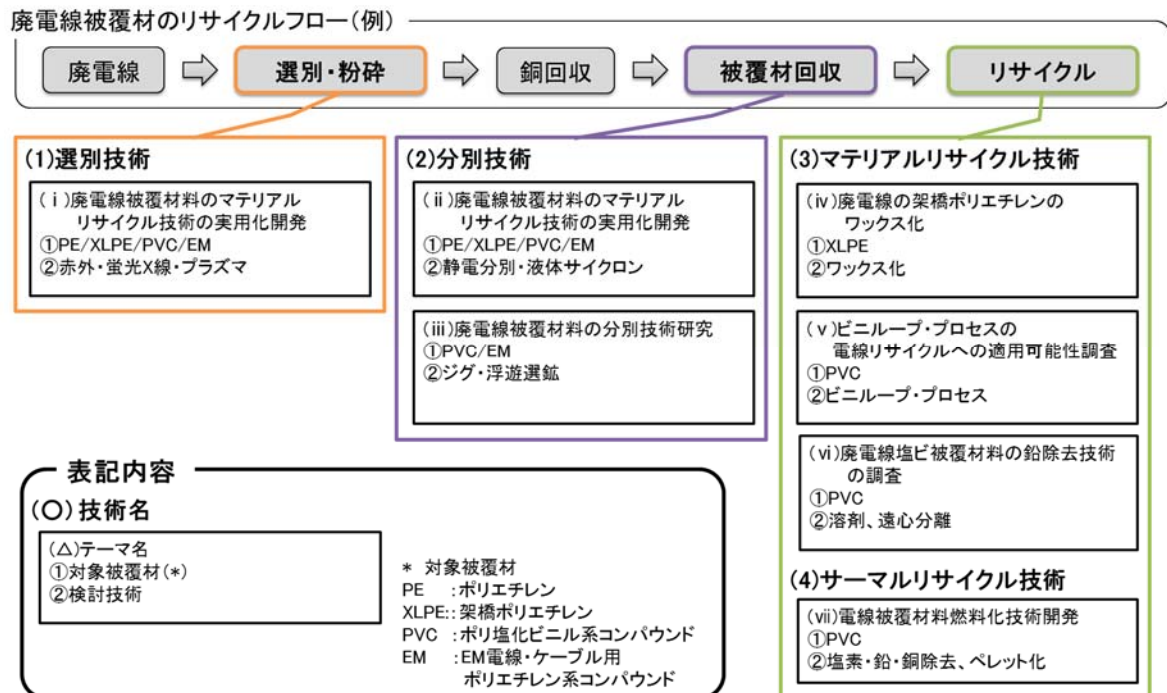 廃電線被覆材のリサイクルフロー(例)
廃電線
選別・粉砕
銅回収
被覆材回収
リサイクル
(1)選別技術
(ⅰ)廃電線被覆材料のマテリアル
リサイクル技術の実用化開発
①PE/XLPE/PVC/EM
②赤外・蛍光X線・プラズマ
(2)分別技術
(ⅱ)廃電線被覆材料のマテリアル
リサイクル技術の実用化開発
①PE/XLPE/PVC/EM
②静電分別・液体サイクロン
(ⅲ)廃電線被覆材料の分別技術研究
①PVC/EM
②ジグ・浮遊選鉱
(3)マテリアルリサイクル技術
(ⅳ)廃電線の架橋ポリエチレンの
ワックス化
①XLPE
②ワックス化
(ⅴ)ビニループ・プロセスの
電線リサイクルへの適用可能性調査
①PVC
②ビニループ・プロセス
(ⅵ)廃電線塩ビ被覆材料の鉛除去技術
の調査
①PVC
②溶剤、遠心分離
(4)サーマルリサイクル技術
(ⅶ)電線被覆材料燃料化技術開発
①PVC
②塩素・鉛・銅除去、ペレット化
表記内容
(○)技術名
(△)テーマ名
①対象被覆材(*)
②検討技術
* 対象被覆材
PE :ポリエチレン
XLPE::架橋ポリエチレン
PVC :ポリ塩化ビニル系コンパウンド
EM :EM電線・ケーブル用
ポリエチレン系コンパウンド